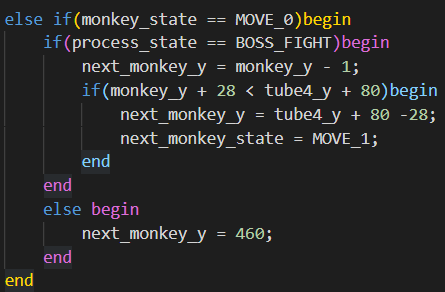 else if(monkey_state == MOVE_0)begin
    if(process_state == BOSS_FIGHT)begin
        next_monkey_y = monkey_y - 1;
        if(monkey_y + 28 < tube4_y + 80)begin
            next_monkey_y = tube4_y + 80 -28;
            next_monkey_state = MOVE_1;
        end
    end
    else begin
        next_monkey_y = 460;
    end
end